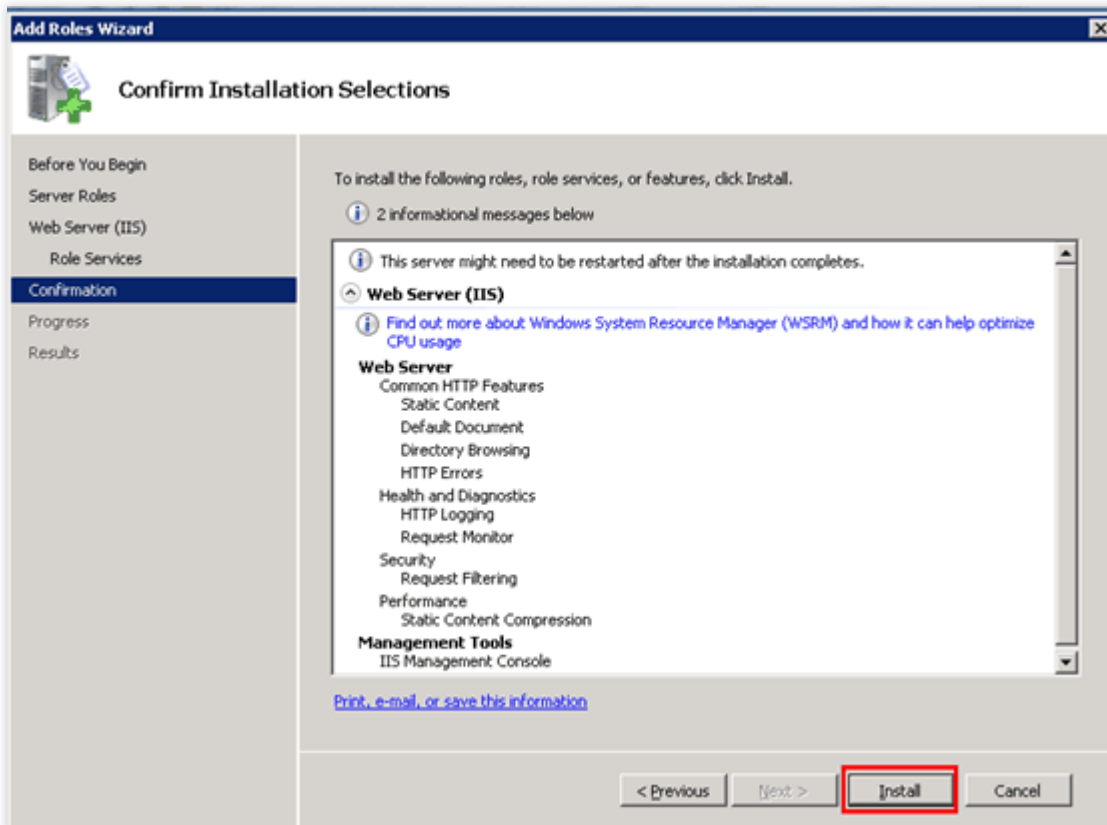 Add Roles Wizard
Confirm Installation Selections
Before You Begin
Server Roles
Web Server (IIS)
Role Services
Confirmation
Progress
Results
To install the following roles, role services, or features, click Install.
2 informational messages below
This server might need to be restarted after the installation completes.
Web Server (IIS)
Find out more about Windows System Resource Manager (WSRM) and how it can help optimize
CPU usage
Web Server
Common HTTP Features
Static Content
Default Document
Directory Browsing
HTTP Errors
Health and Diagnostics
HTTP Logging
Request Monitor
Security
Request Filtering
Performance
Static Content Compression
Management Tools
IIS Management Console
Print, e-mail, or save this information
< Previous Next > Install Cancel